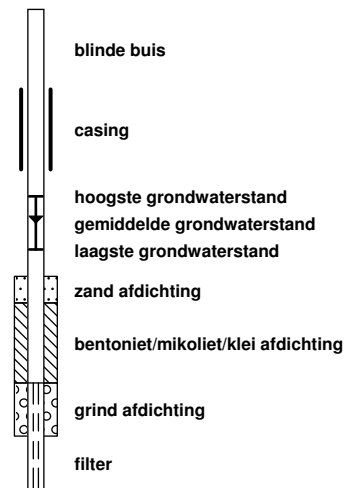 blinde buis
casing
hoogste grondwaterstand
gemiddelde grondwaterstand
laagste grondwaterstand
zand afdichting
bentoniet/mikoliet/klei afdichting
grind afdichting
filter